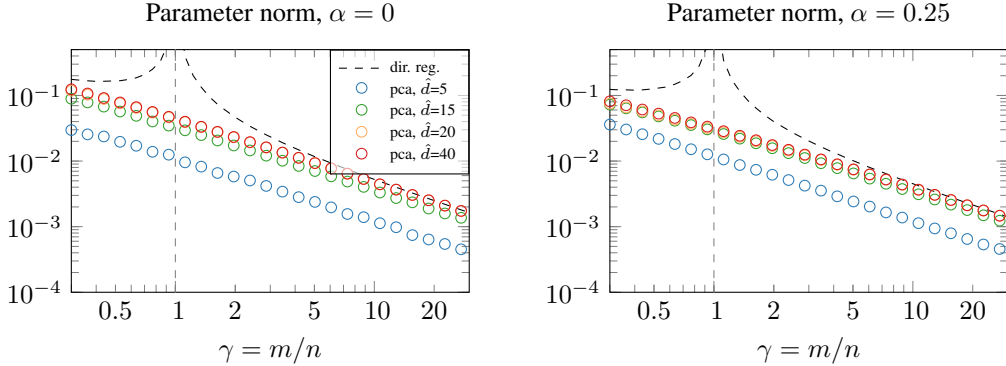 Parameter norm, α = 0
10⁻¹
10⁻²
10⁻³
10⁻⁴
0.5 1 2 5 10 20
γ = m/n
dir. reg.
pca, d̂=5
pca, d̂=15
pca, d̂=20
pca, d̂=40
Parameter norm, α = 0.25
10⁻¹
10⁻²
10⁻³
10⁻⁴
0.5 1 2 5 10 20
γ = m/n